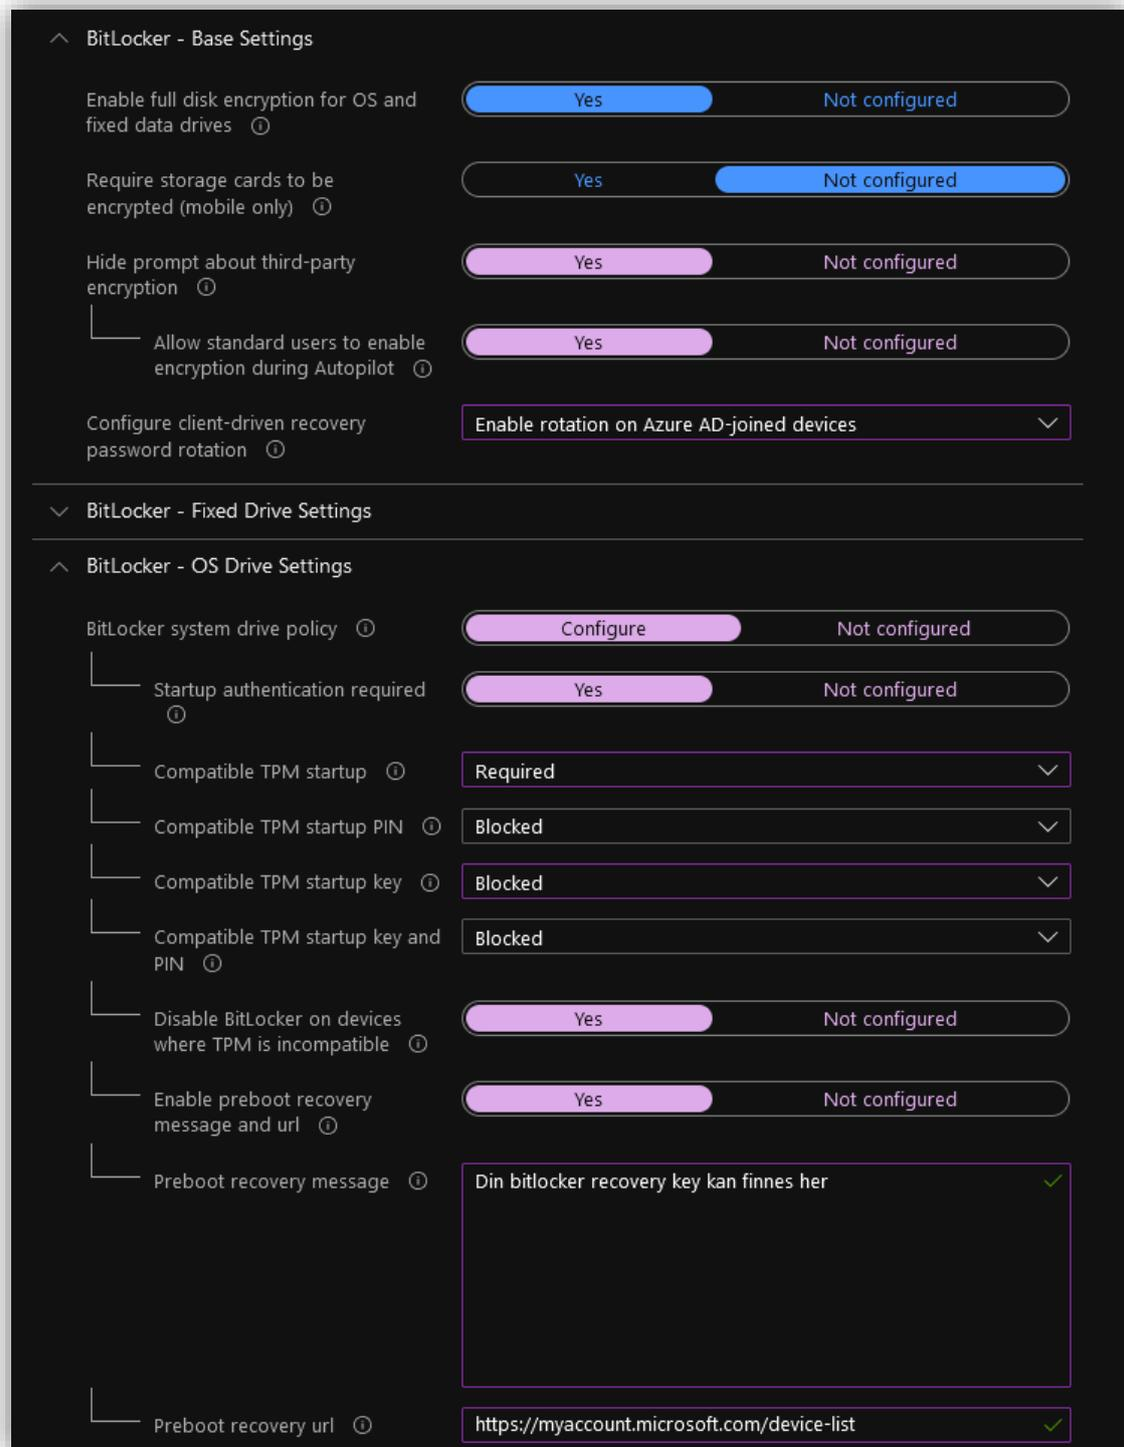 BitLocker - Base Settings
Enable full disk encryption for OS and
fixed data drives
Yes
Not configured
Require storage cards to be
encrypted (mobile only)
Yes
Not configured
Hide prompt about third-party
encryption
Yes
Not configured
Allow standard users to enable
encryption during Autopilot
Yes
Not configured
Configure client-driven recovery
password rotation
Enable rotation on Azure AD-joined devices
BitLocker - Fixed Drive Settings
BitLocker - OS Drive Settings
BitLocker system drive policy
Configure
Not configured
Startup authentication required
Yes
Not configured
Compatible TPM startup
Required
Compatible TPM startup PIN
Blocked
Compatible TPM startup key
Blocked
Compatible TPM startup key and
PIN
Blocked
Disable BitLocker on devices
where TPM is incompatible
Yes
Not configured
Enable preboot recovery
message and url
Yes
Not configured
Preboot recovery message
Din bitlocker recovery key kan finnes her
Preboot recovery url
https://myaccount.microsoft.com/device-list